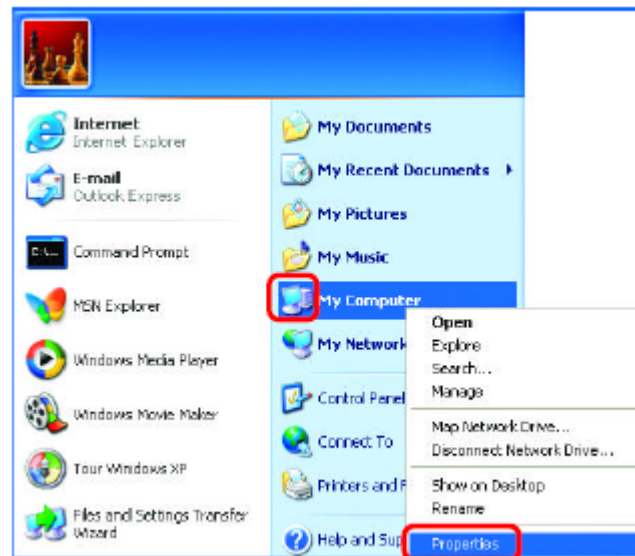 Internet
Internet Explorer
E-mail
Outlook Express
Command Prompt
MSN Explorer
Windows Media Player
Windows Movie Maker
Tour Windows XP
Files and Settings Transfer
Wizard
My Documents
My Recent Documents
My Pictures
My Music
My Computer
My Network
Control Panel
Connect To
Printers and F
Help and Sup
Open
Explore
Search...
Manage
Map Network Drive...
Disconnect Network Drive...
Show on Desktop
Rename
Properties